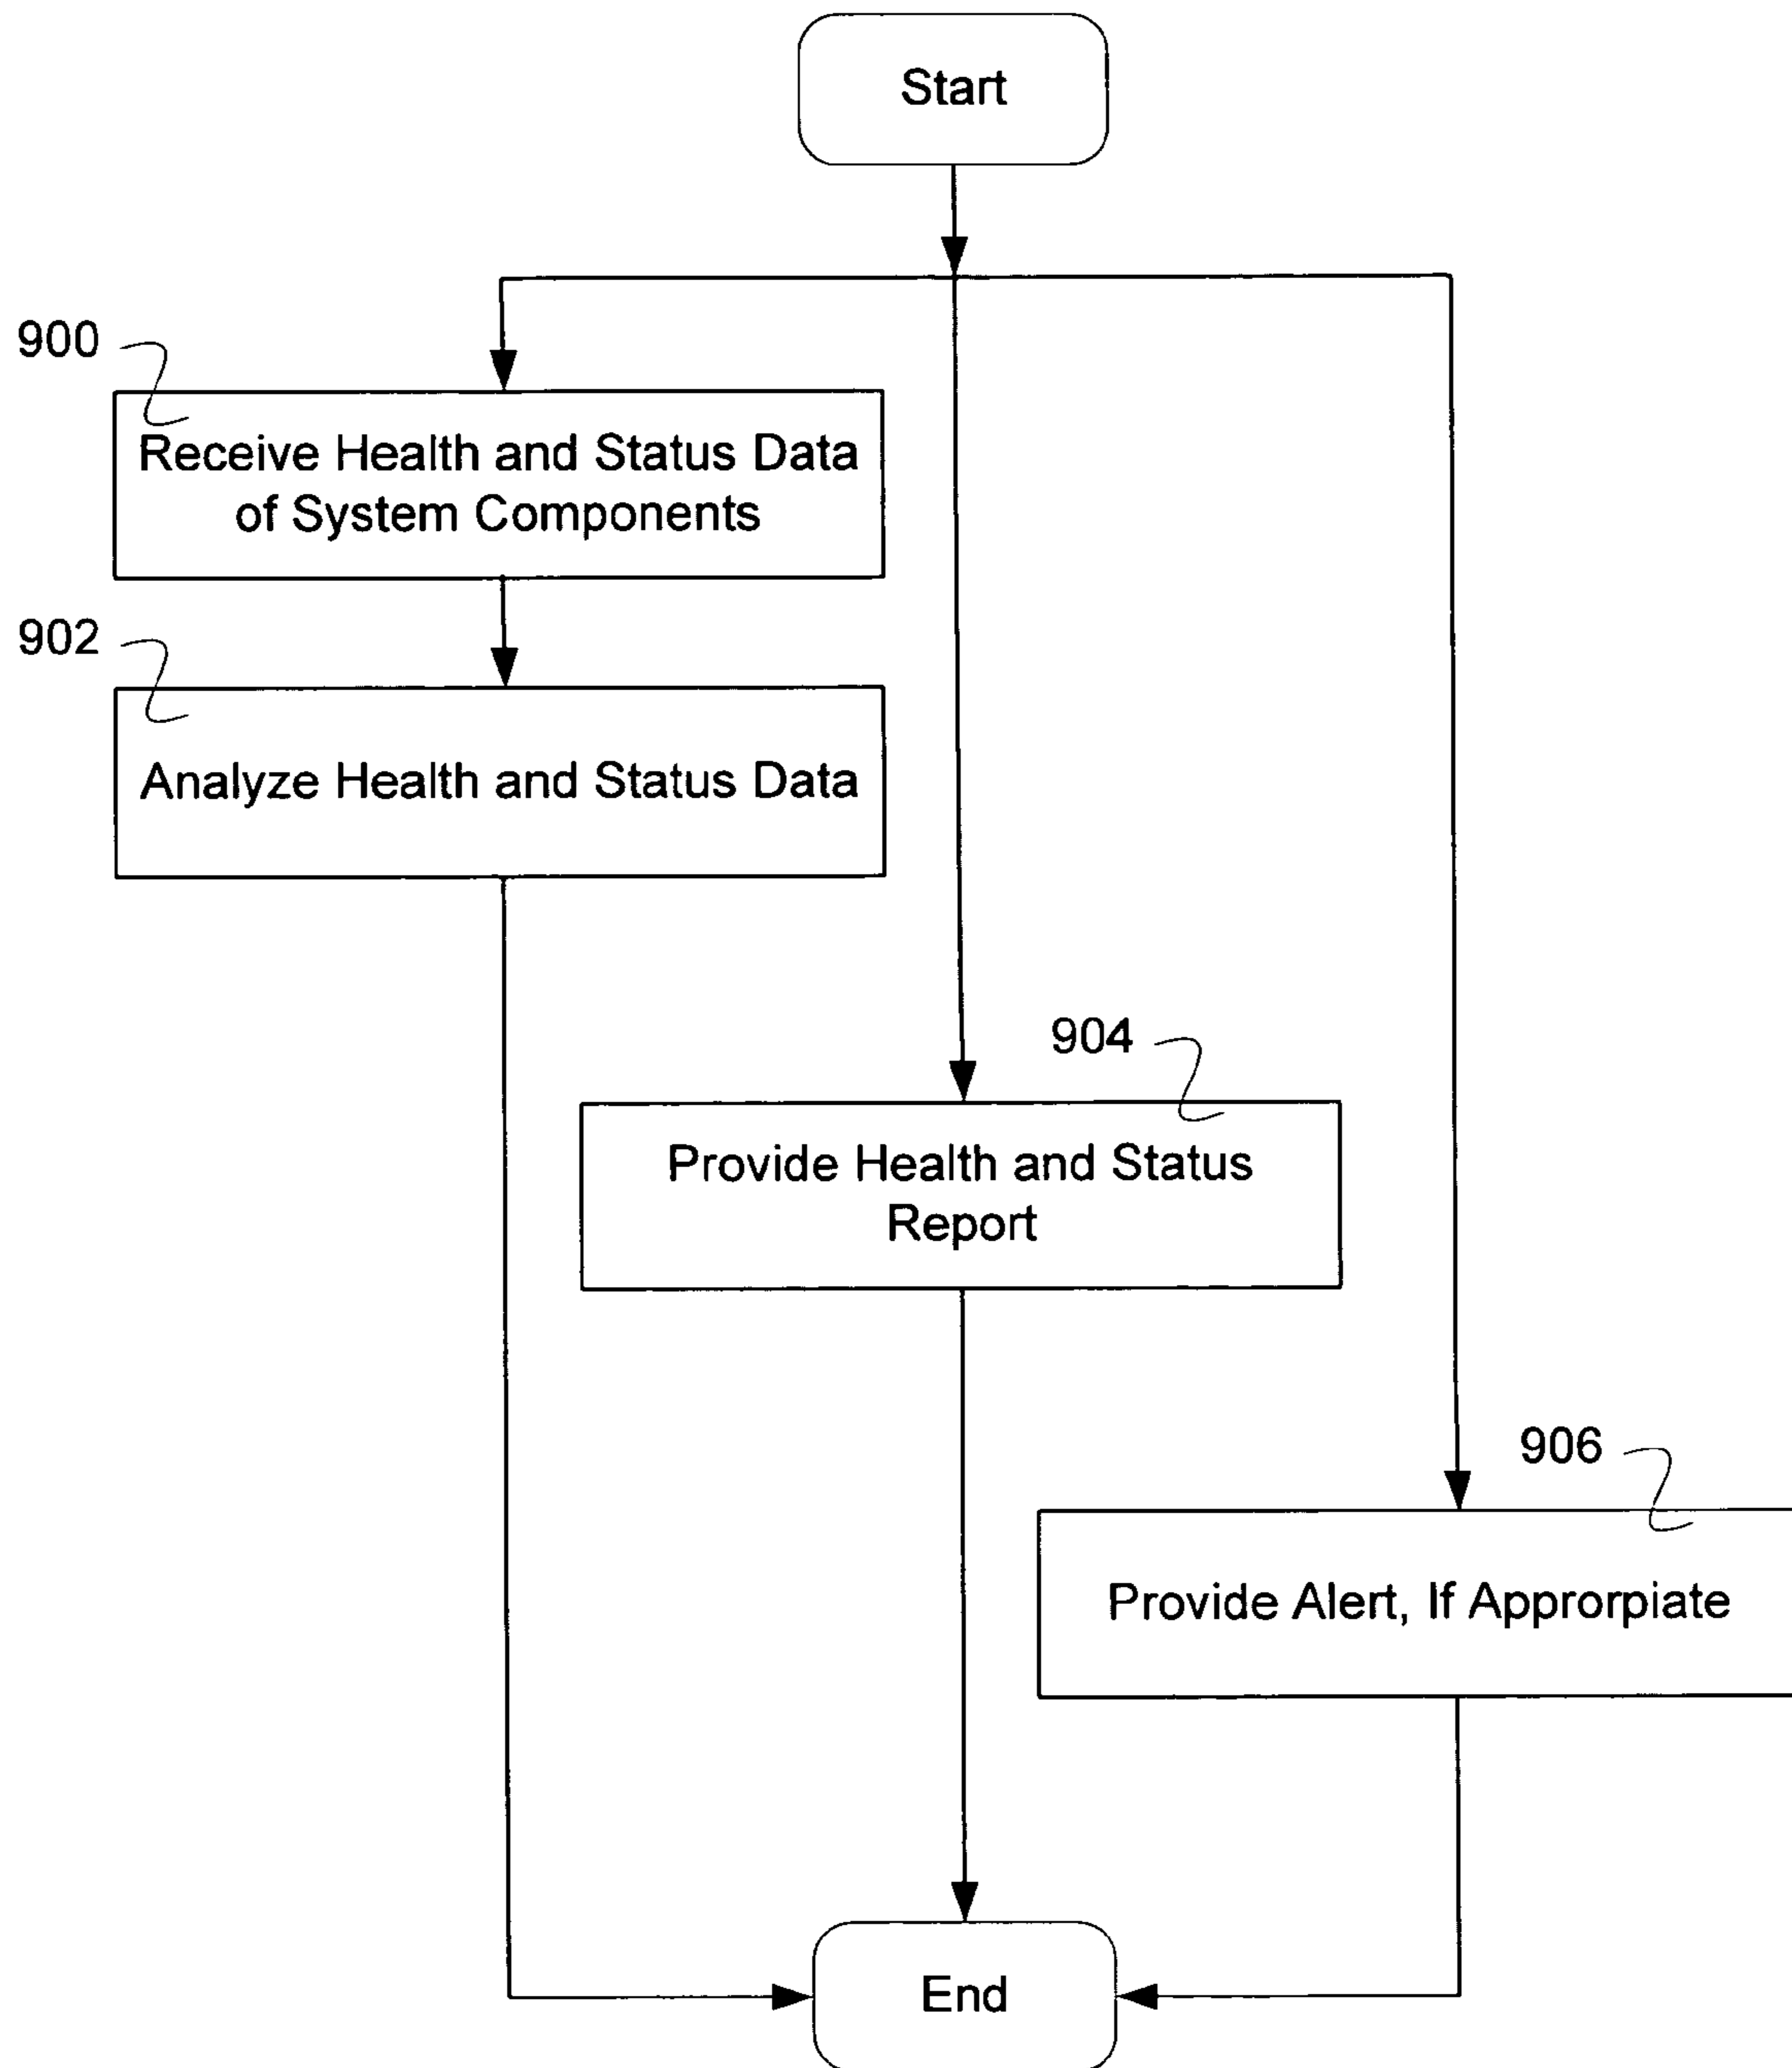 Start
900
Receive Health and Status Data
of System Components
902
Analyze Health and Status Data
904
Provide Health and Status
Report
906
Provide Alert, If Approrpiate
End